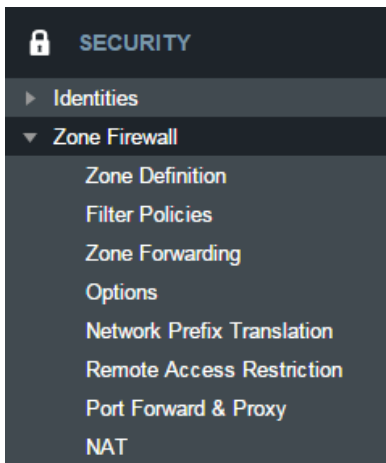 SECURITY
Identities
Zone Firewall
Zone Definition
Filter Policies
Zone Forwarding
Options
Network Prefix Translation
Remote Access Restriction
Port Forward & Proxy
NAT